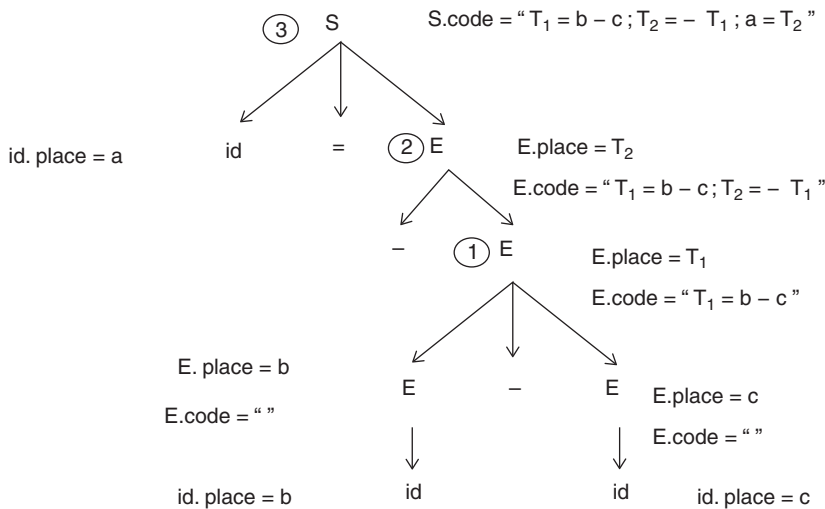 3 S S.code = “ T₁ = b – c ; T₂ = – T₁ ; a = T₂ ”
id. place = a id = 2 E E.place = T₂
E.code = “ T₁ = b – c ; T₂ = – T₁ ”
– 1 E E.place = T₁
E.code = “ T₁ = b – c ”
E. place = b E – E E.place = c
E.code = “ ” E.code = “ ”
id. place = b id id id. place = c